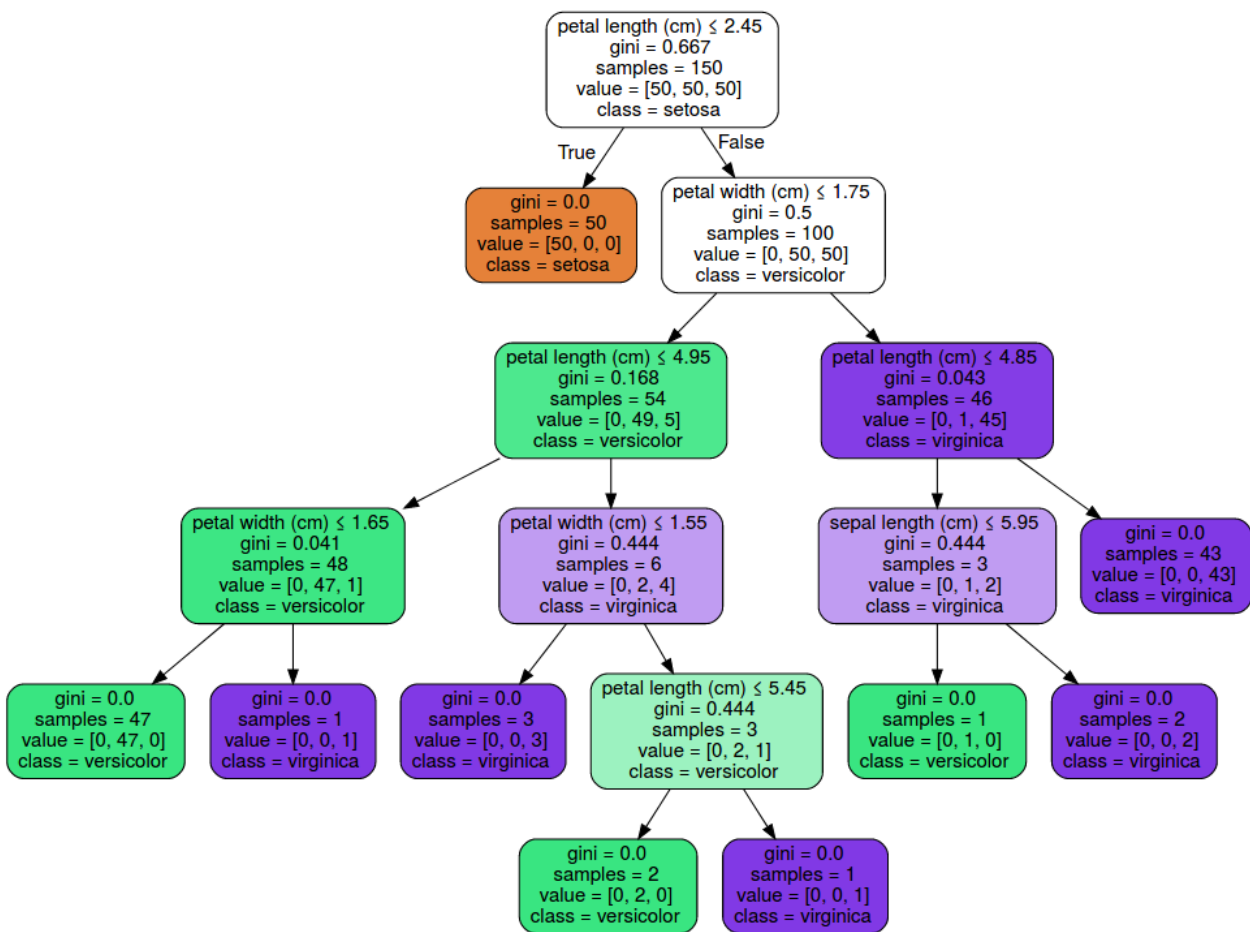 petal length (cm) ≤ 2.45
gini = 0.667
samples = 150
value = [50, 50, 50]
class = setosa
True
False
gini = 0.0
samples = 50
value = [50, 0, 0]
class = setosa
petal width (cm) ≤ 1.75
gini = 0.5
samples = 100
value = [0, 50, 50]
class = versicolor
petal length (cm) ≤ 4.95
gini = 0.168
samples = 54
value = [0, 49, 5]
class = versicolor
petal length (cm) ≤ 4.85
gini = 0.043
samples = 46
value = [0, 1, 45]
class = virginica
petal width (cm) ≤ 1.65
gini = 0.041
samples = 48
value = [0, 47, 1]
class = versicolor
petal width (cm) ≤ 1.55
gini = 0.444
samples = 6
value = [0, 2, 4]
class = virginica
sepal length (cm) ≤ 5.95
gini = 0.444
samples = 3
value = [0, 1, 2]
class = virginica
gini = 0.0
samples = 43
value = [0, 0, 43]
class = virginica
gini = 0.0
samples = 47
value = [0, 47, 0]
class = versicolor
gini = 0.0
samples = 1
value = [0, 0, 1]
class = virginica
gini = 0.0
samples = 3
value = [0, 0, 3]
class = virginica
petal length (cm) ≤ 5.45
gini = 0.444
samples = 3
value = [0, 2, 1]
class = versicolor
gini = 0.0
samples = 1
value = [0, 1, 0]
class = versicolor
gini = 0.0
samples = 2
value = [0, 0, 2]
class = virginica
gini = 0.0
samples = 2
value = [0, 2, 0]
class = versicolor
gini = 0.0
samples = 1
value = [0, 0, 1]
class = virginica